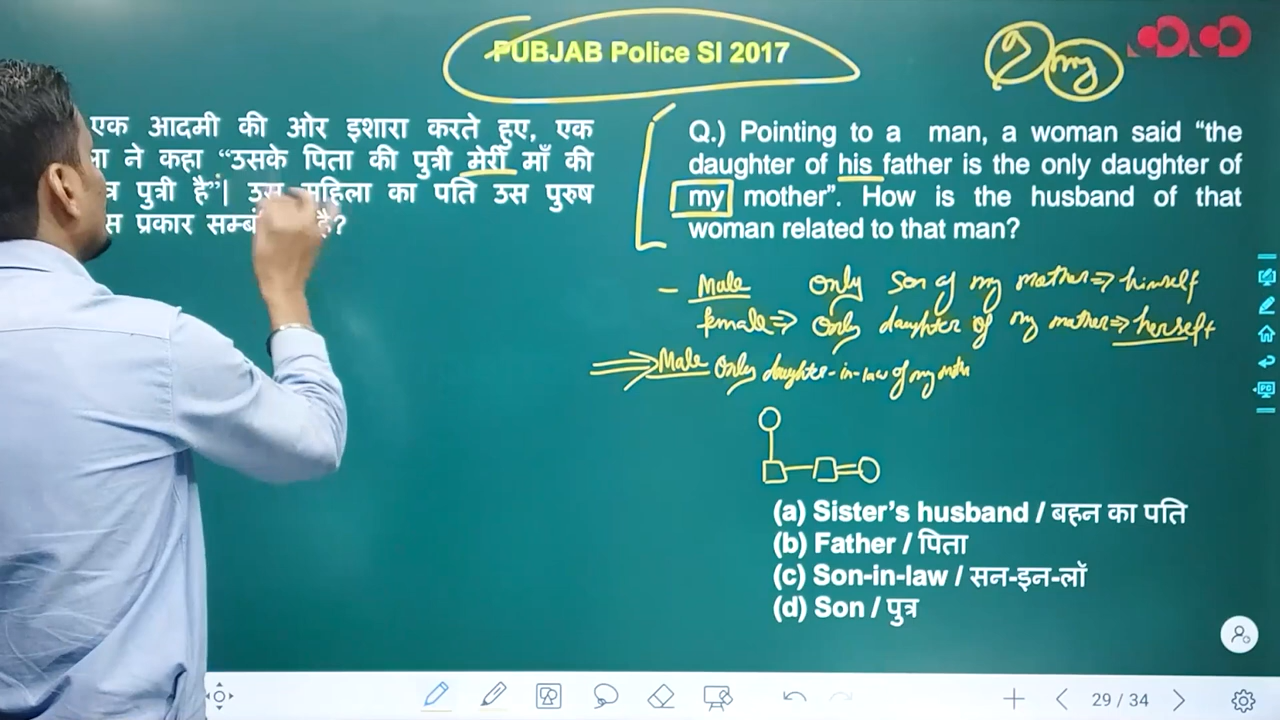 PUBJAB Police SI 2017
my
एक आदमी की ओर इशारा करते हुए, एक
ने कहा “उसके पिता की पुत्री मेरी माँ की
पुत्री है”| उस महिला का पति उस पुरुष
प्रकार है?
Q.) Pointing to a man, a woman said “the
daughter of his father is the only daughter of
my mother”. How is the husband of that
woman related to that man?
- Male Only Son of my mother ⇒ himself
female ⇒ Only daughter of my mother ⇒ herself
⇒ Male Only daughter-in-law of my moth
(a) Sister’s husband / बहन का पति
(b) Father / पिता
(c) Son-in-law / सन-इन-लॉ
(d) Son / पुत्र
29 / 34